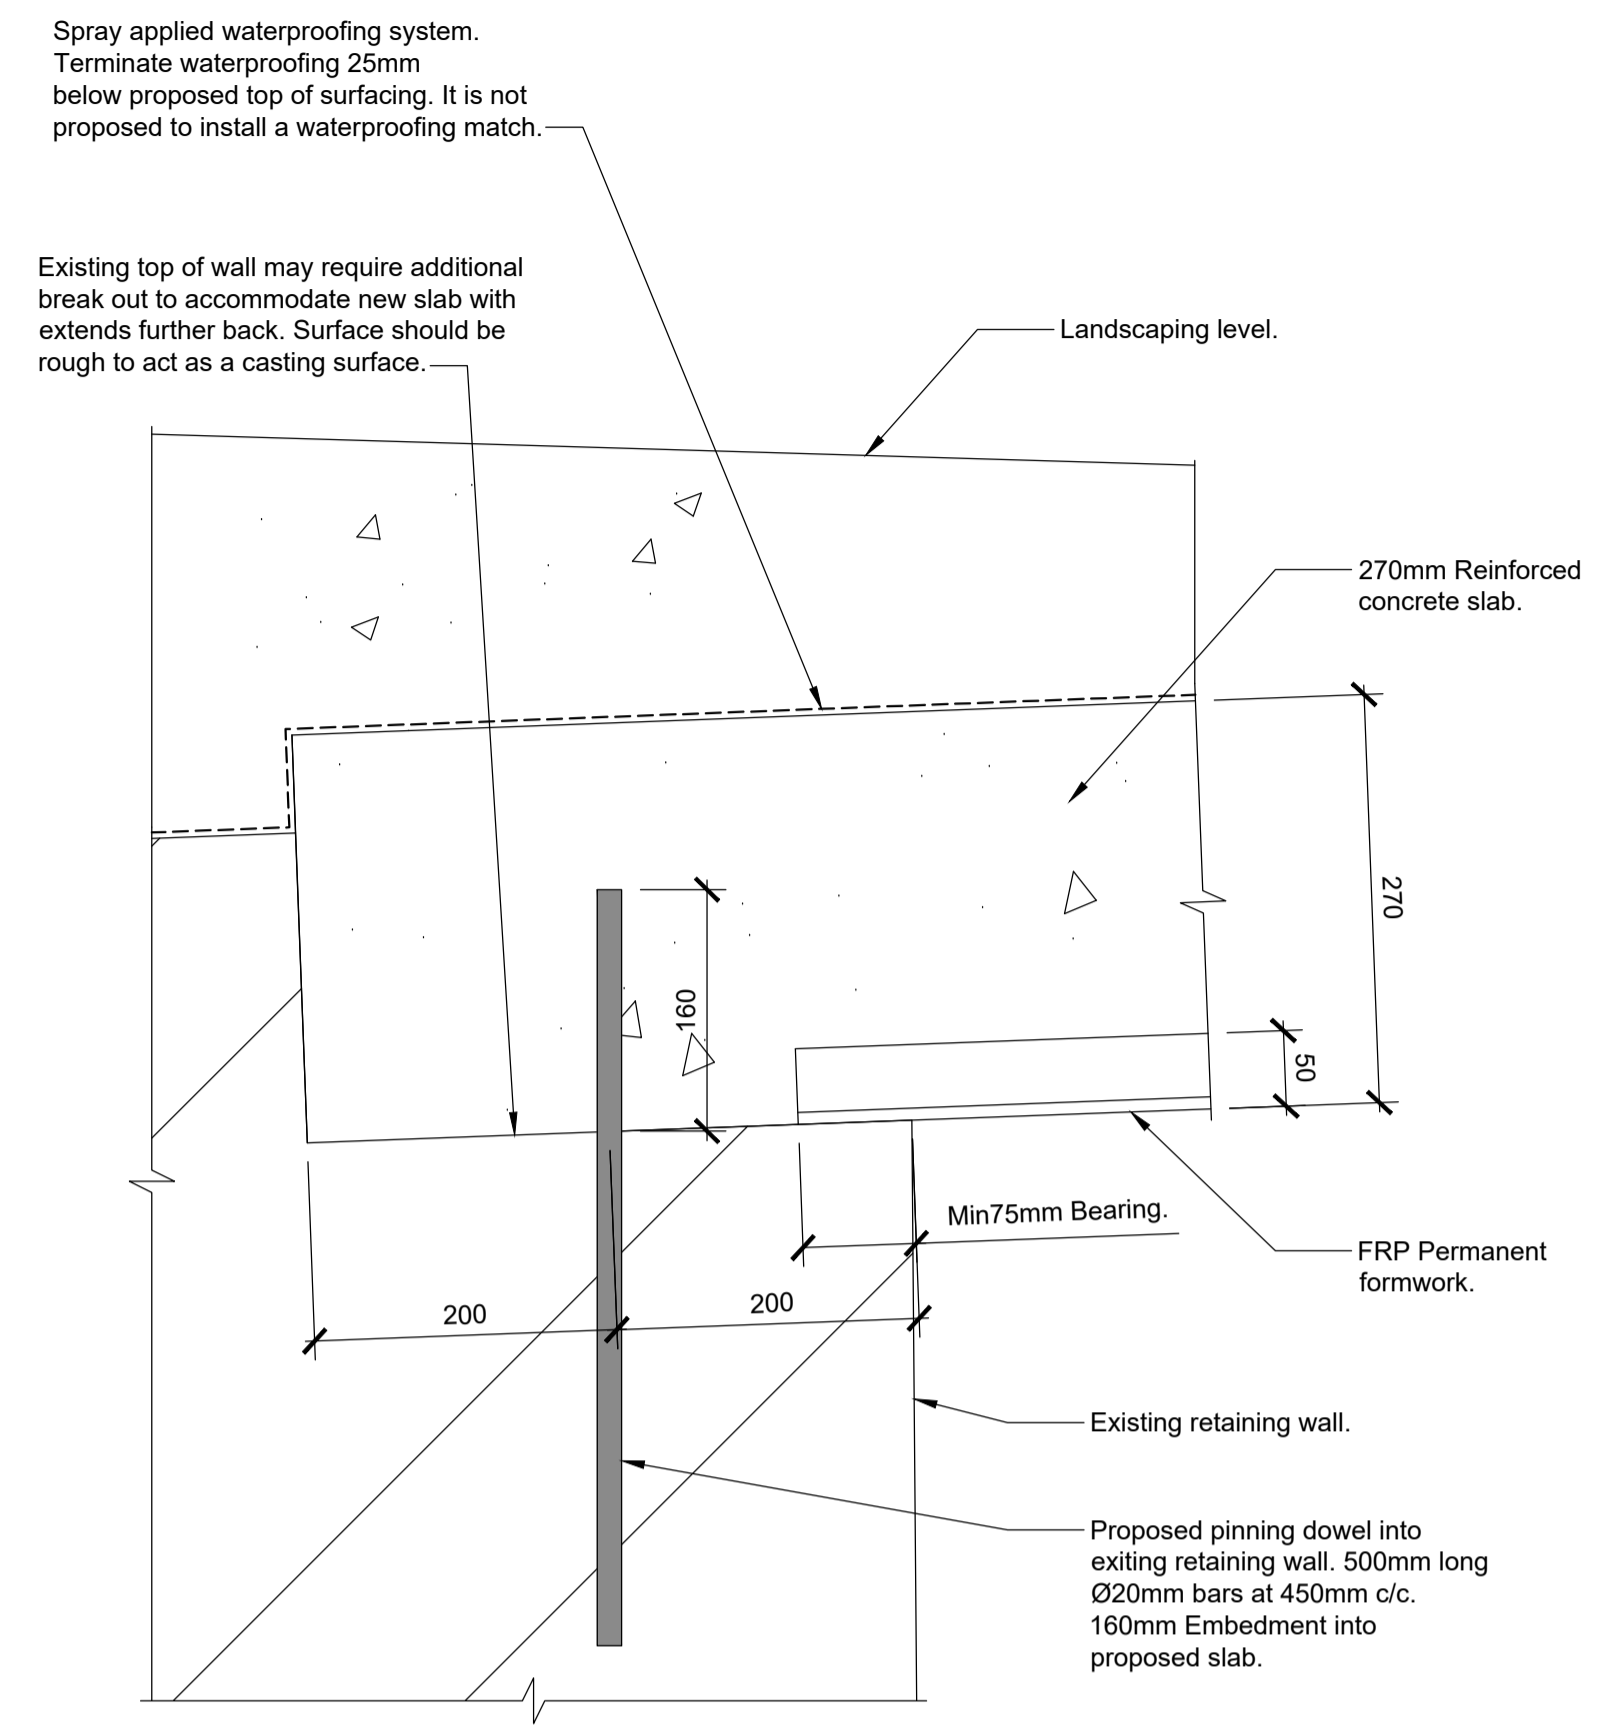 Spray applied waterproofing system.
Terminate waterproofing 25mm
below proposed top of surfacing. It is not
proposed to install a waterproofing match.
Existing top of wall may require additional
break out to accommodate new slab with
extends further back. Surface should be
rough to act as a casting surface.
Landscaping level.
270mm Reinforced
concrete slab.
270
160
50
Min75mm Bearing.
FRP Permanent
formwork.
200
200
Existing retaining wall.
Proposed pinning dowel into
exiting retaining wall. 500mm long
Ø20mm bars at 450mm c/c.
160mm Embedment into
proposed slab.